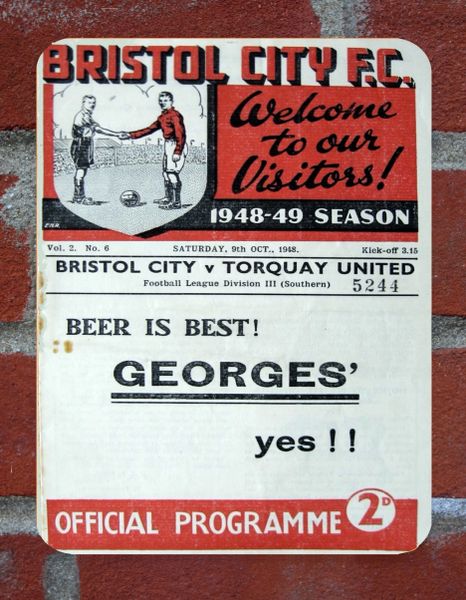 BRISTOL CITY F.C.
Welcome
to our
Visitors!
1948-49 SEASON
Vol. 2. No. 6 SATURDAY, 9th OCT., 1948. Kick-off 3.15
BRISTOL CITY v TORQUAY UNITED
Football League Division III (Southern) 5244
BEER IS BEST!
GEORGES'
yes !!
OFFICIAL PROGRAMME 2D